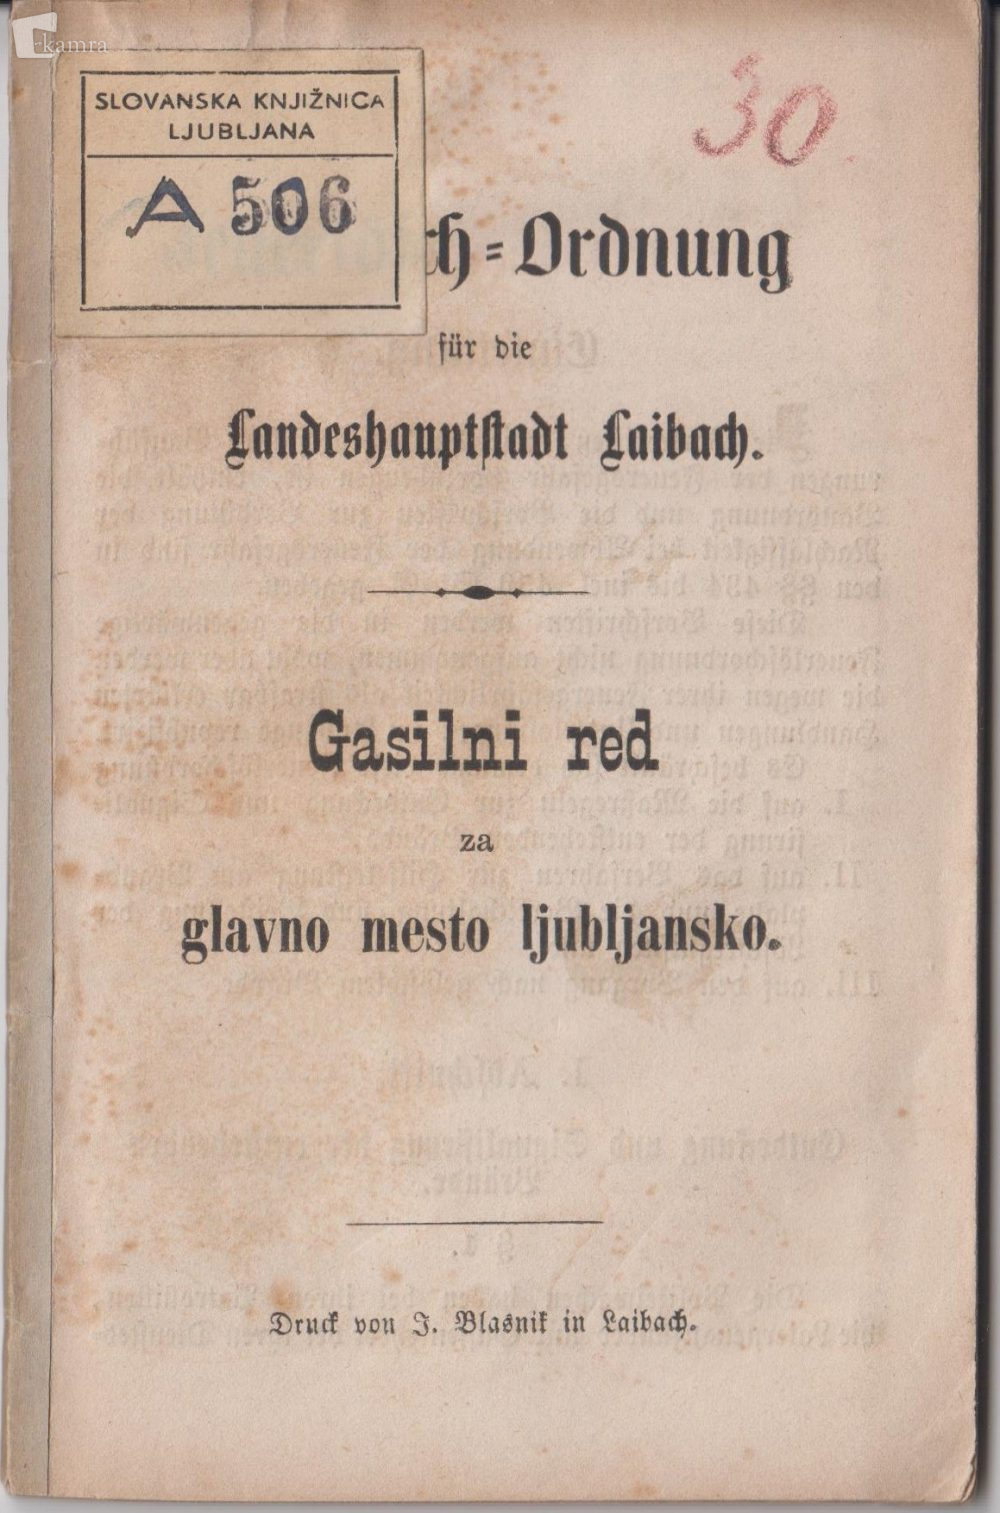 kamra
SLOVANSKA KNJIŽNICA
LJUBLJANA
A 506
30
ch-Ordnung
für die
Landeshauptstadt Laibach.
Gasilni red
za
glavno mesto ljubljansko.
Druck von J. Blasnik in Laibach.